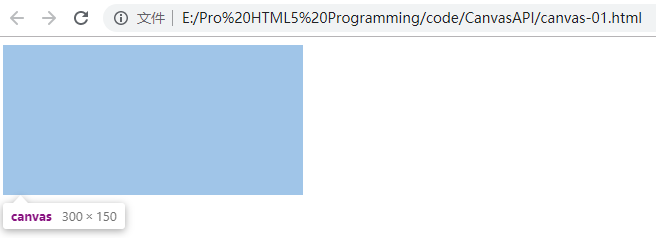 文件 E:/Pro%20HTML5%20Programming/code/CanvasAPI/canvas-01.html
canvas 300 × 150